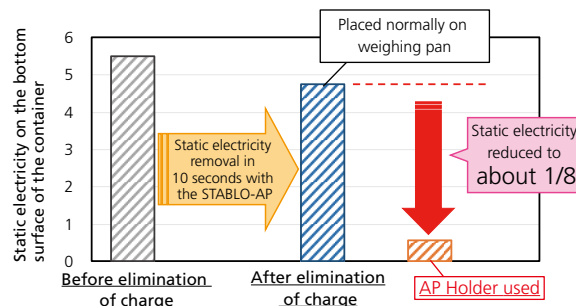 Static electricity on the bottom
surface of the container
6
5
4
3
2
1
0
Placed normally on
weighing pan
Static electricity
removal in
10 seconds with
the STABLO-AP
Static electricity
reduced to
about 1/8
Before elimination
of charge
After elimination
of charge
AP Holder used